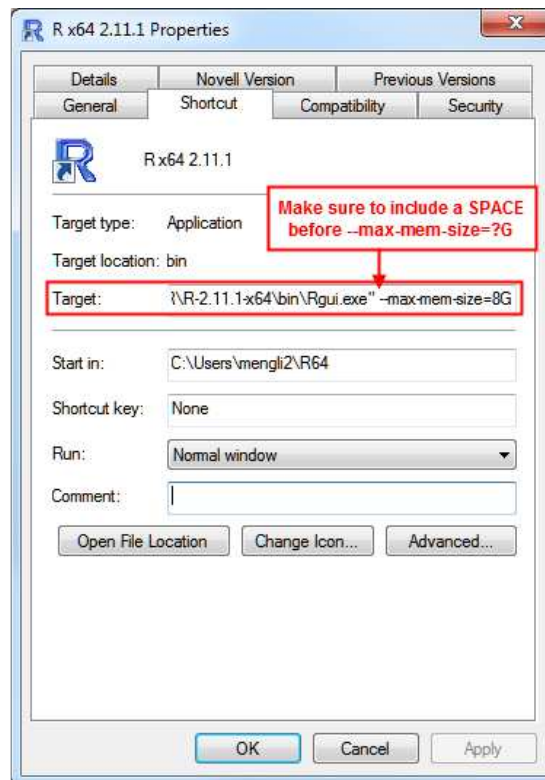 R x64 2.11.1 Properties
Details Novell Version Previous Versions
General Shortcut Compatibility Security
R x64 2.11.1
Make sure to include a SPACE
before --max-mem-size=?G
Target type: Application
Target location: bin
Target: \R-2.11.1-x64\bin\Rgui.exe" --max-mem-size=8G
Start in: C:\Users\mengli2\R64
Shortcut key: None
Run: Normal window
Comment:
Open File Location Change Icon... Advanced...
OK Cancel Apply